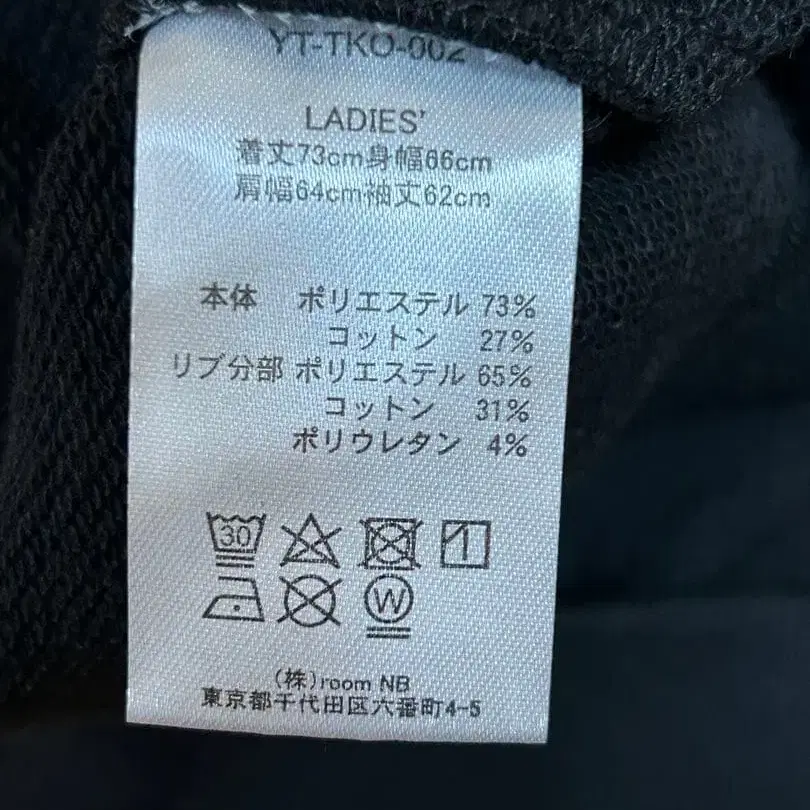 YT-TKO-002
LADIES'
着丈73cm身幅66cm
肩幅64cm袖丈62cm
本体 ポリエステル 73%
コットン 27%
リブ分部 ポリエステル 65%
コットン 31%
ポリウレタン 4%
30
W
(株)room NB
東京都千代田区六番町4-5